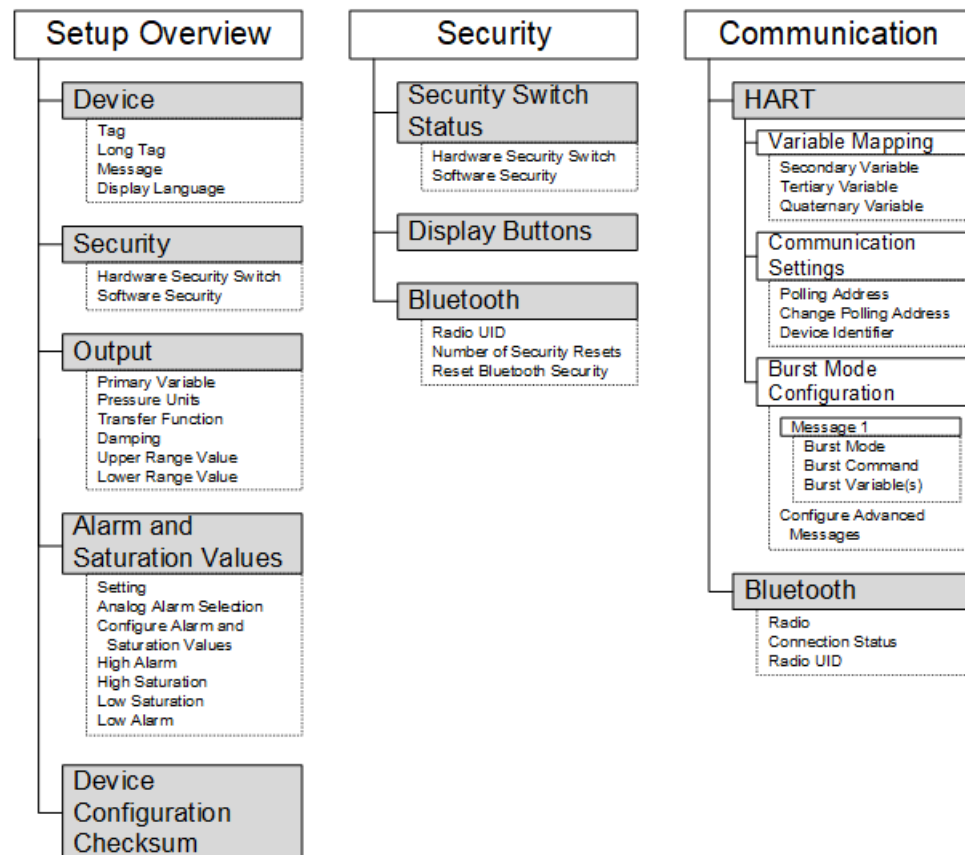 Setup Overview
Device
Tag
Long Tag
Message
Display Language
Security
Hardware Security Switch
Software Security
Output
Primary Variable
Pressure Units
Transfer Function
Damping
Upper Range Value
Lower Range Value
Alarm and
Saturation Values
Setting
Analog Alarm Selection
Configure Alarm and
Saturation Values
High Alarm
High Saturation
Low Saturation
Low Alarm
Device
Configuration
Checksum
Security
Security Switch
Status
Hardware Security Switch
Software Security
Display Buttons
Bluetooth
Radio UID
Number of Security Resets
Reset Bluetooth Security
Communication
HART
Variable Mapping
Secondary Variable
Tertiary Variable
Quaternary Variable
Communication
Settings
Polling Address
Change Polling Address
Device Identifier
Burst Mode
Configuration
Message 1
Burst Mode
Burst Command
Burst Variable(s)
Configure Advanced
Messages
Bluetooth
Radio
Connection Status
Radio UID